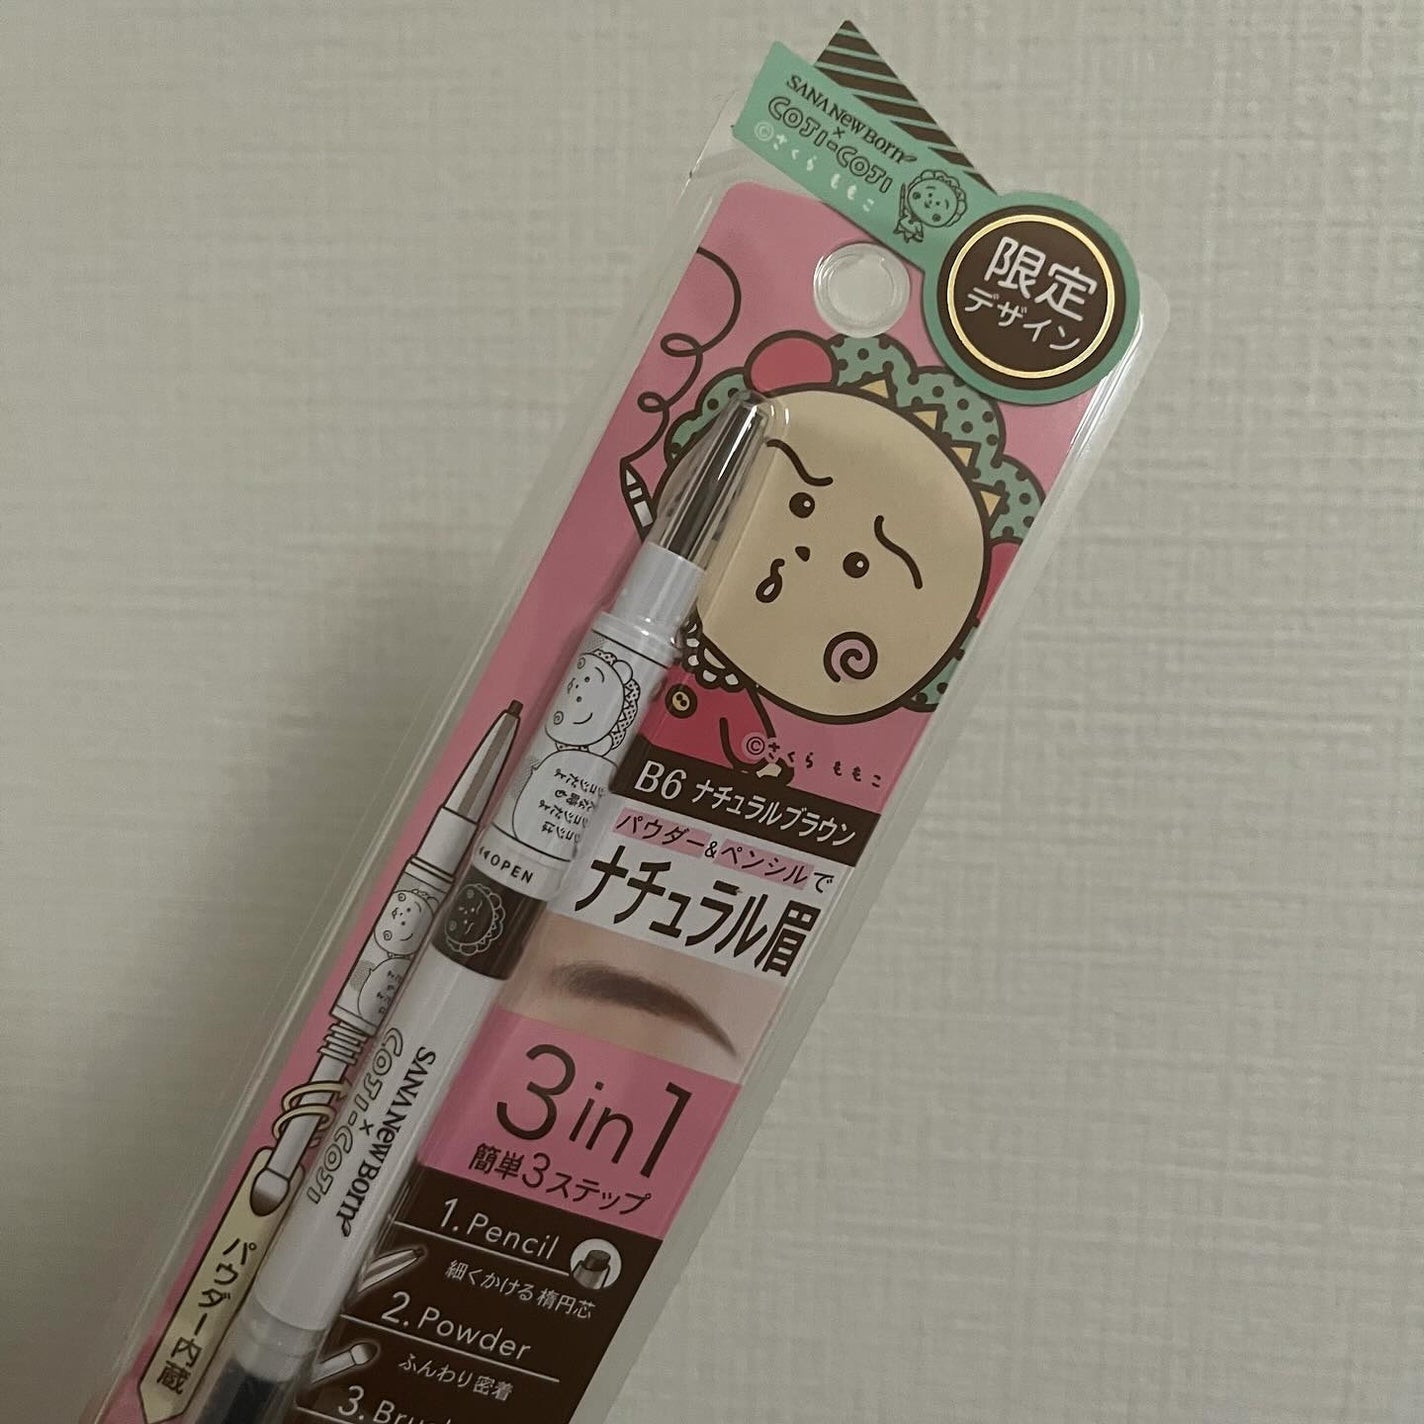 SANA New Born
×
COJI-COJI
©さくらももこ
限定
デザイン
©さくらももこ
B6 ナチュラルブラウン
パウダー&ペンシルで
ナチュラル眉
◀◀OPEN
SANA New Born
×
COJI-COJI
3in1
簡単3ステップ
1.Pencil
細くかける楕円芯
2.Powder
ふんわり密着
3.
パウダー内蔵